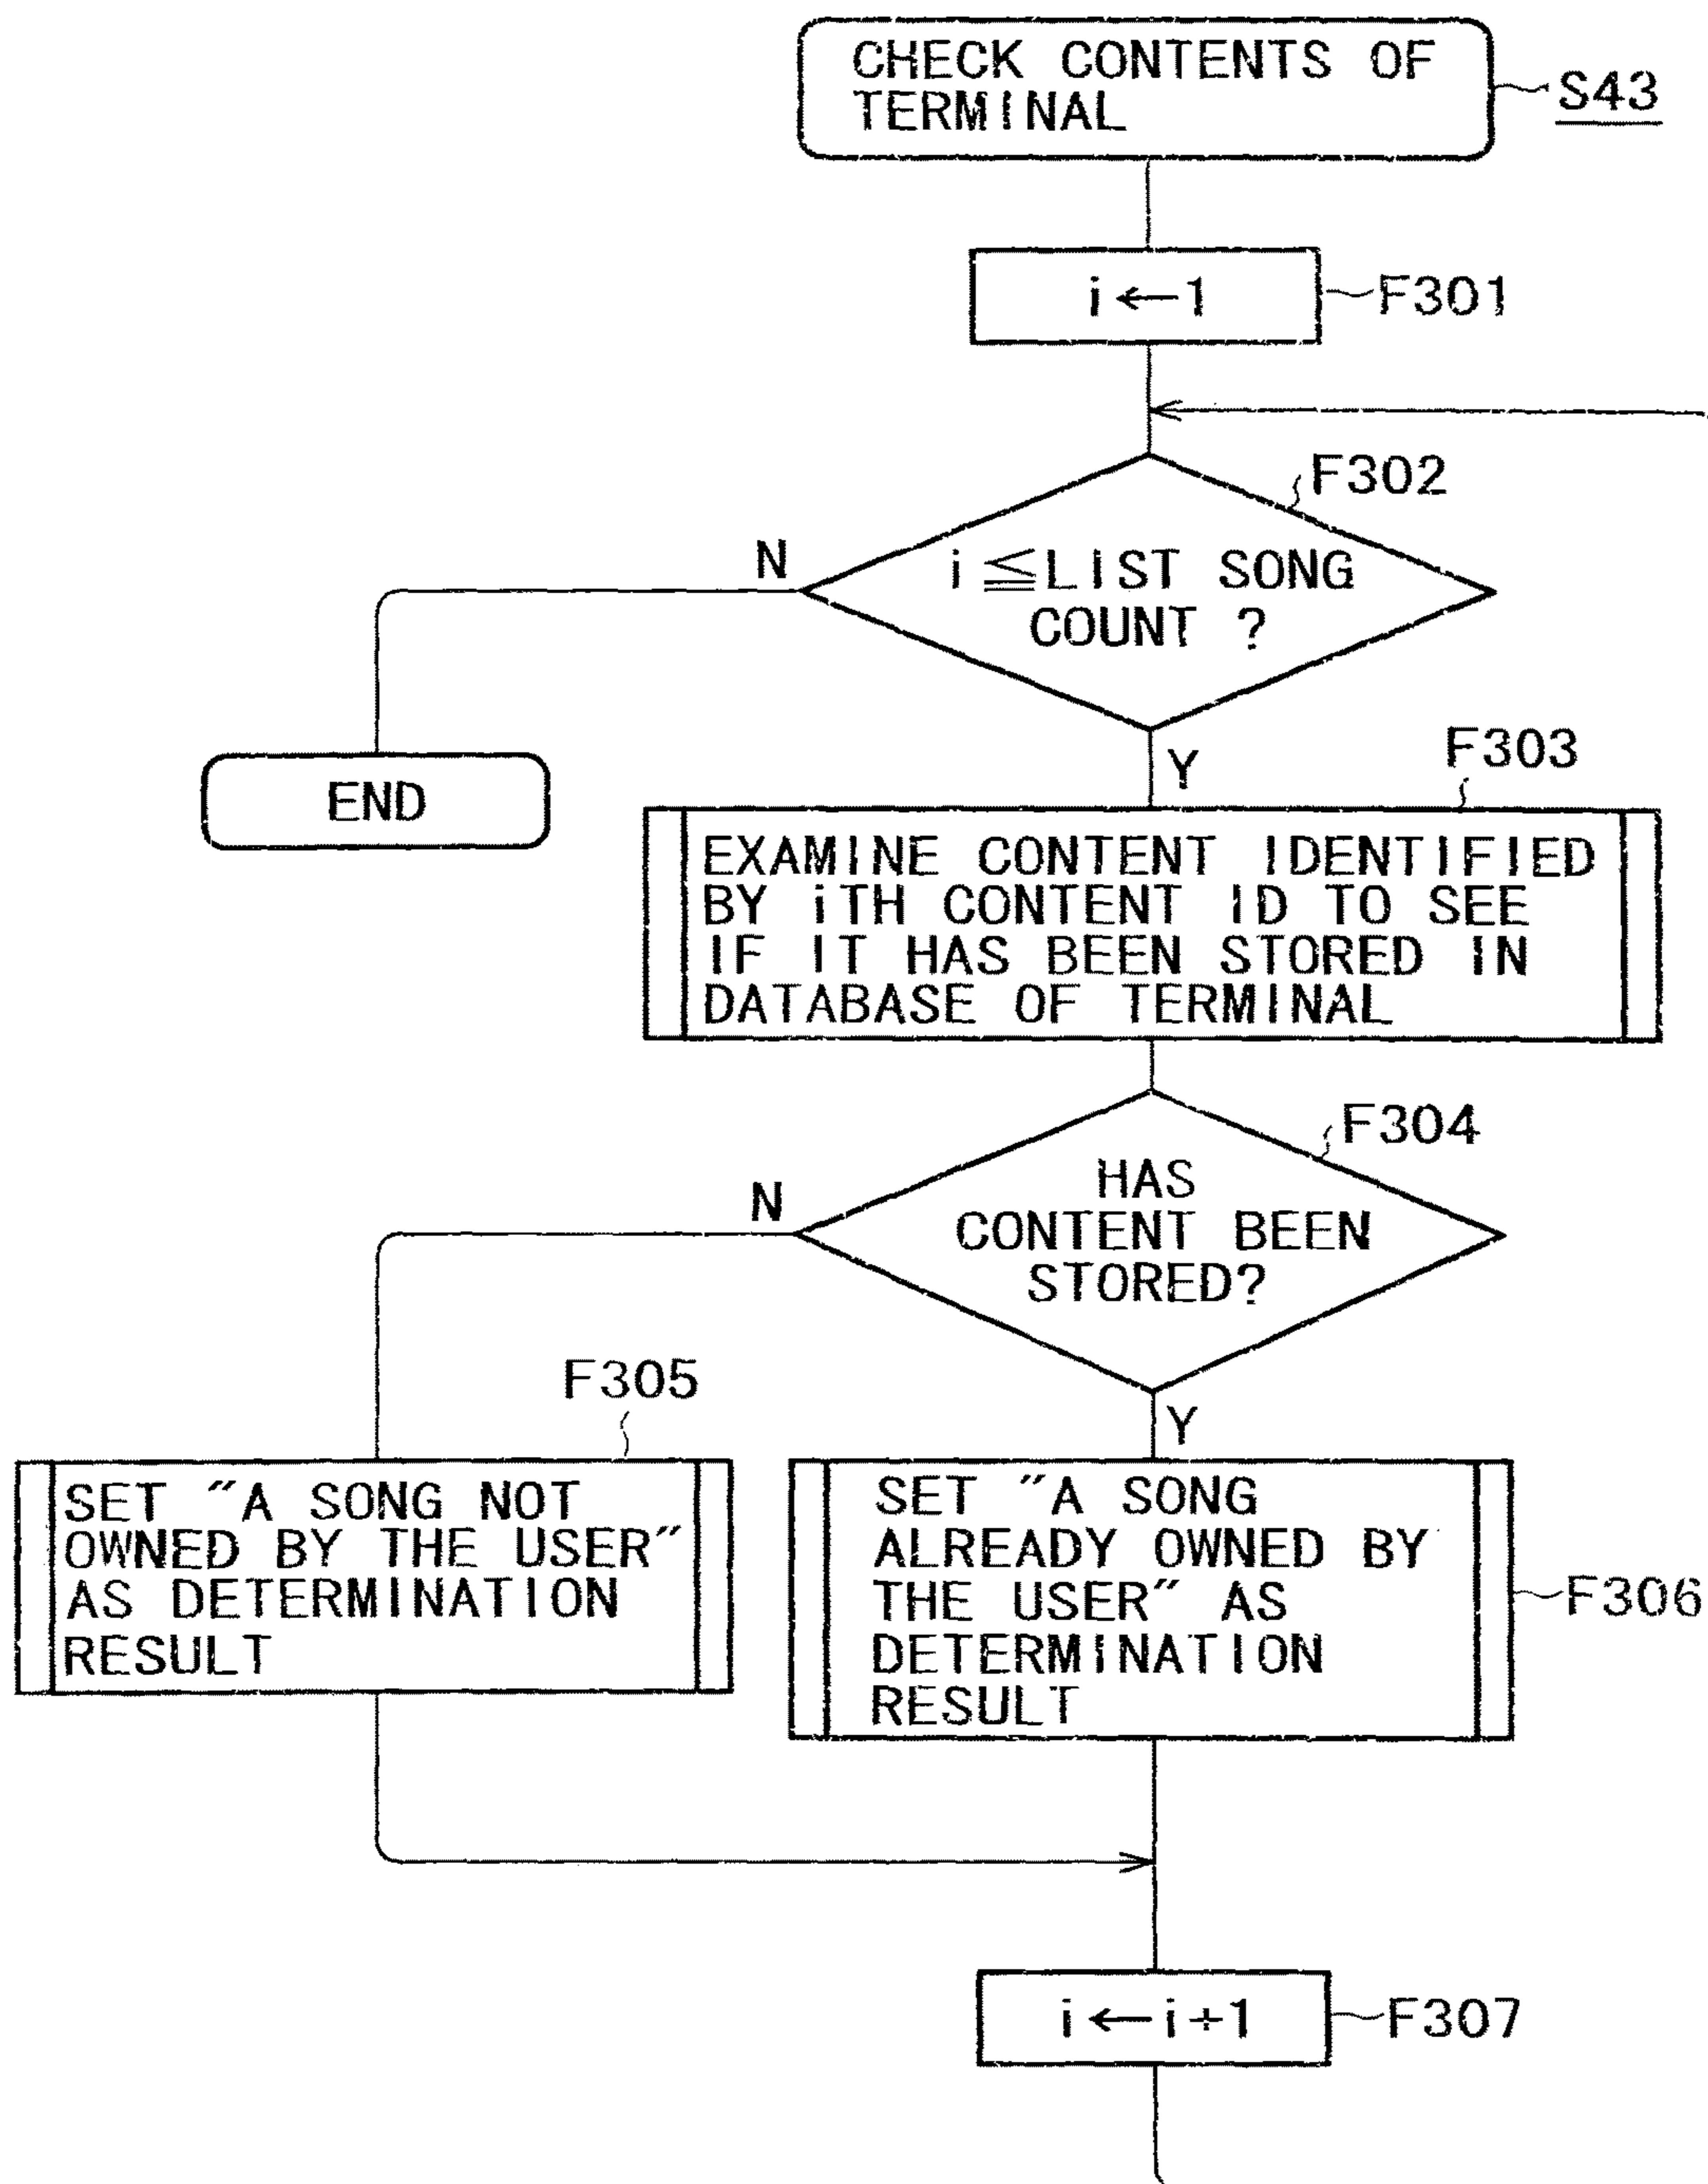 CHECK CONTENTS OF
TERMINAL
S43
i←1
F301
F302
i≦LIST SONG
COUNT ?
N
Y
END
F303
EXAMINE CONTENT IDENTIFIED
BY iTH CONTENT ID TO SEE
IF IT HAS BEEN STORED IN
DATABASE OF TERMINAL
F304
HAS
CONTENT BEEN
STORED?
N
Y
F305
SET "A SONG NOT
OWNED BY THE USER"
AS DETERMINATION
RESULT
SET "A SONG
ALREADY OWNED BY
THE USER" AS
DETERMINATION
RESULT
F306
i←i+1
F307